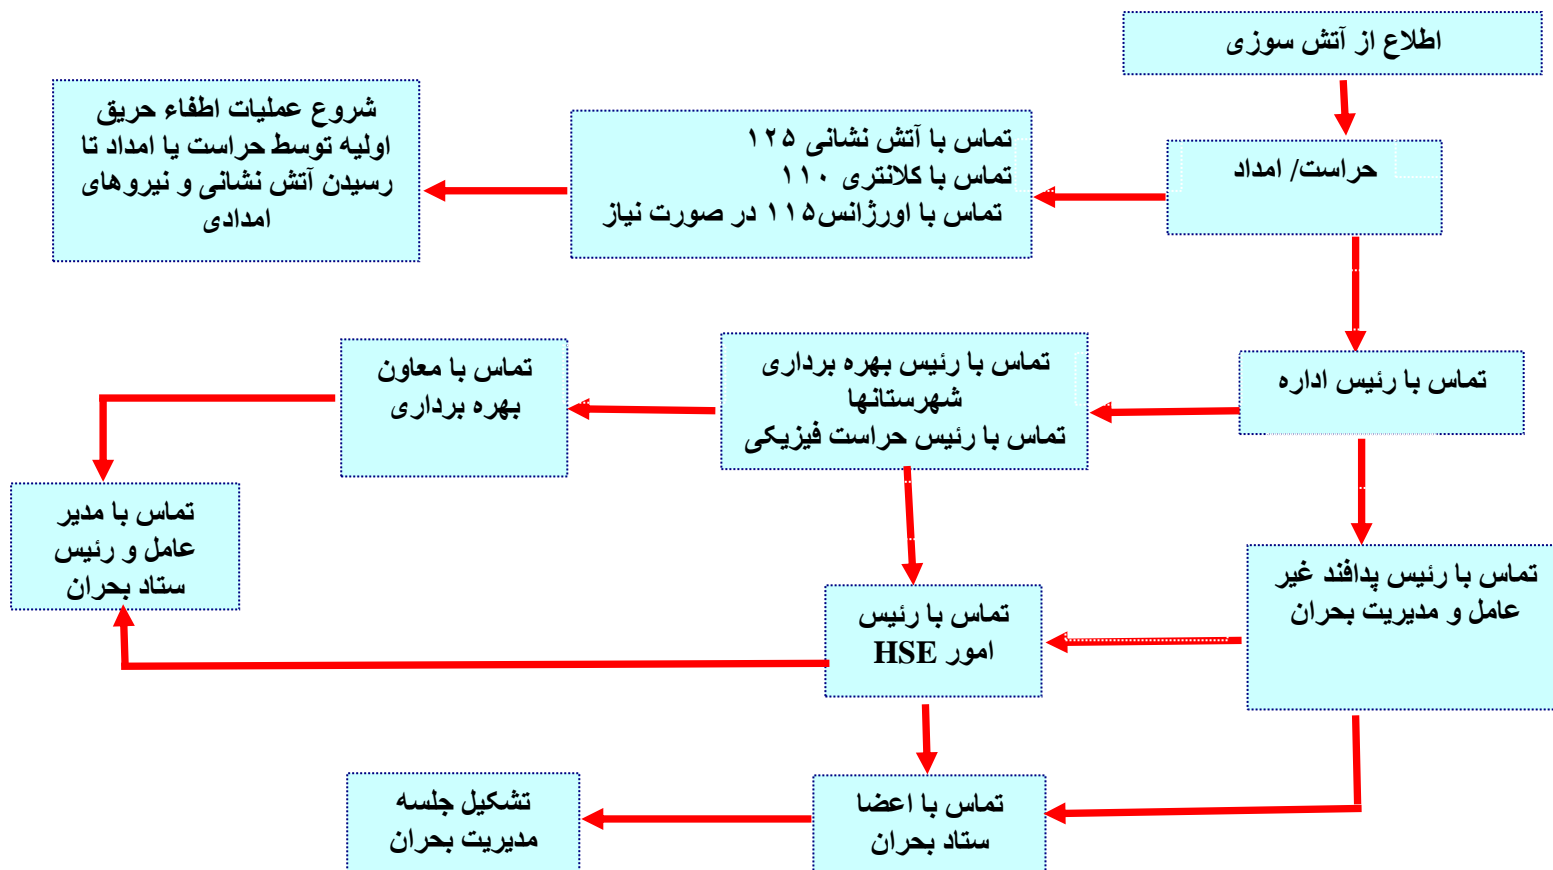 اطلاع از آتش سوزی
حراست/ امداد
تماس با آتش نشانی ۱۲۵
تماس با کلانتری ۱۱۰
تماس با اورژانس۱۱۵ در صورت نیاز
شروع عملیات اطفاء حریق
اولیه توسط حراست یا امداد تا
رسیدن آتش نشانی و نیروهای
امدادی
تماس با رئیس اداره
تماس با رئیس بهره برداری
شهرستانها
تماس با رئیس حراست فیزیکی
تماس با معاون
بهره برداری
تماس با مدیر
عامل و رئیس
ستاد بحران
تماس با رئیس پدافند غیر
عامل و مدیریت بحران
تماس با رئیس
امور HSE
تماس با اعضا
ستاد بحران
تشکیل جلسه
مدیریت بحران